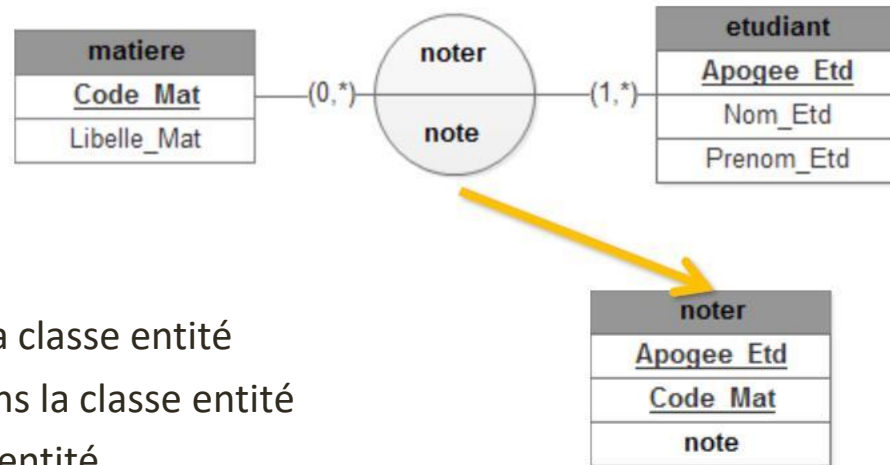 matiere
Code_Mat
Libelle_Mat
(0,*)
noter
note
(1,*)
etudiant
Apogee_Etd
Nom_Etd
Prenom_Etd
noter
Apogee_Etd
Code_Mat
note
a classe entité
ns la classe entité
entité